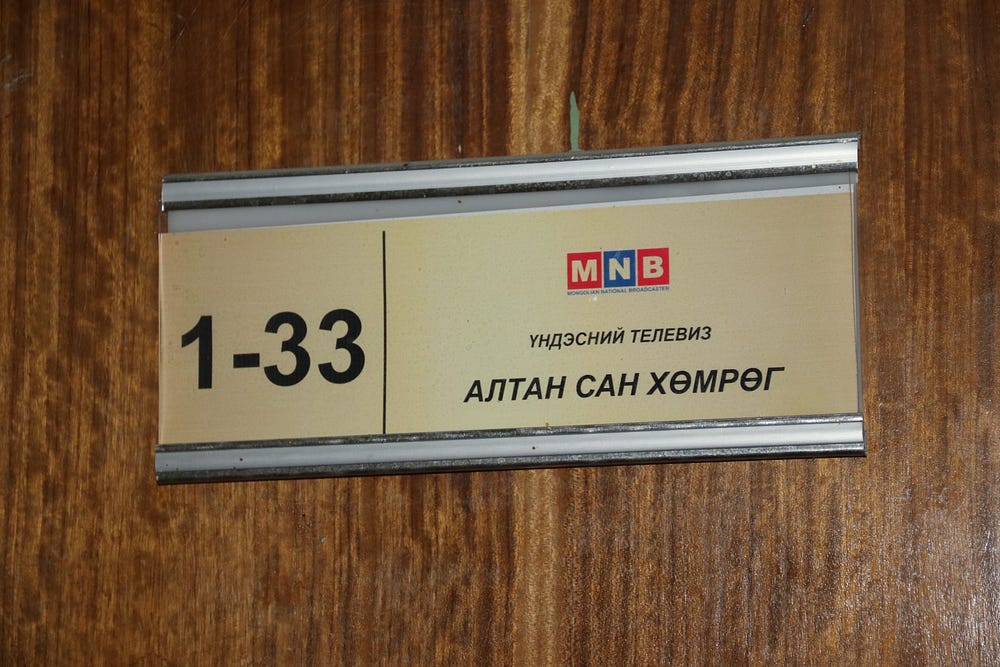 1-33
MNB
MONGOLIAN NATIONAL BROADCASTER
ҮНДЭСНИЙ ТЕЛЕВИЗ
АЛТАН САН ХӨМРӨГ